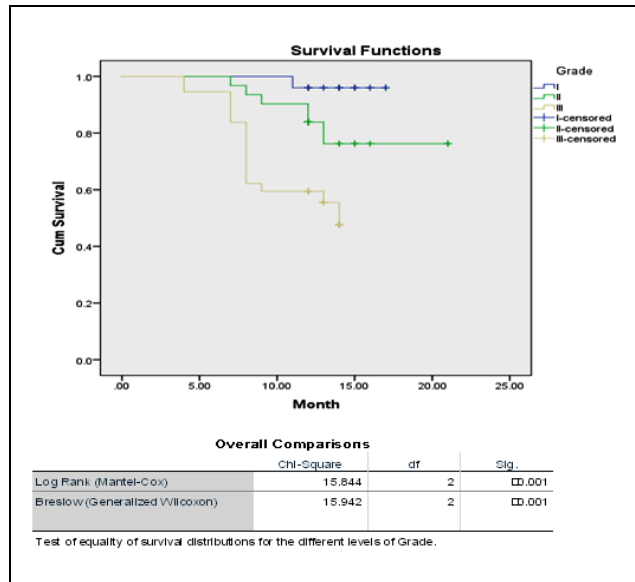 Survival Functions
Grade
I
II
III
I-censored
II-censored
III-censored
Cum Survival
1.0
0.8
0.6
0.4
0.2
0.0
.00 5.00 10.00 15.00 20.00 25.00
Month
Overall Comparisons
Chi-Square df Sig.
Log Rank (Mantel-Cox) 15.844 2 .001
Breslow (Generalized Wilcoxon) 15.942 2 .001
Test of equality of survival distributions for the different levels of Grade.